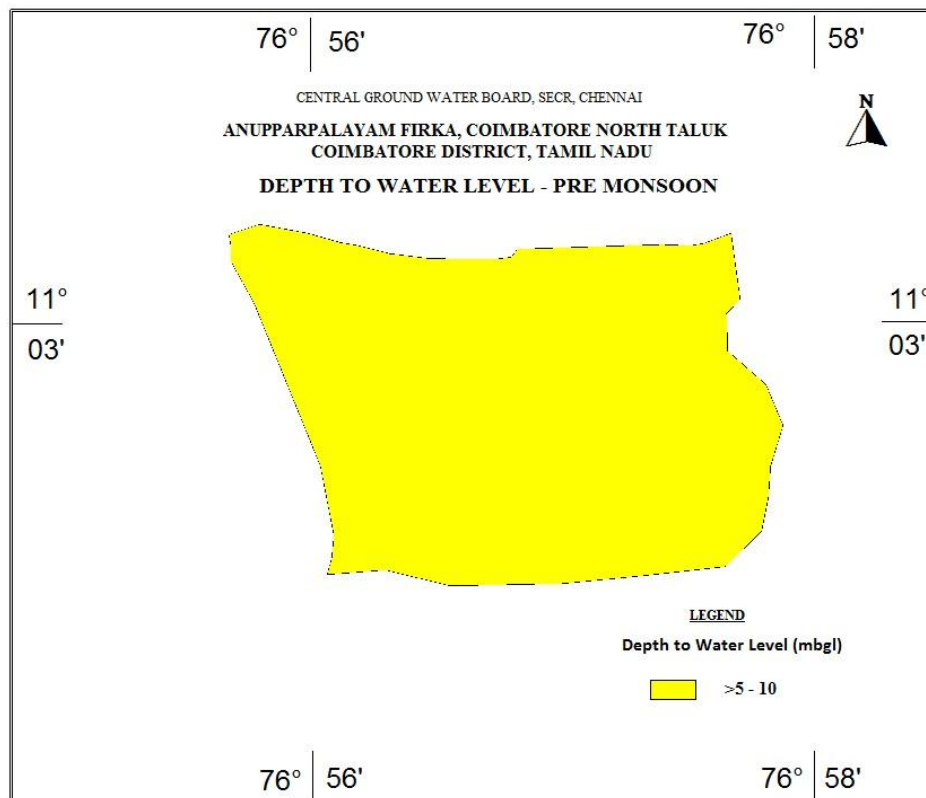 76° 56' 76° 58'
CENTRAL GROUND WATER BOARD, SECR, CHENNAI
N
ANUPPARPALAYAM FIRKA, COIMBATORE NORTH TALUK
COIMBATORE DISTRICT, TAMIL NADU
DEPTH TO WATER LEVEL - PRE MONSOON
11° 11°
03' 03'
LEGEND
Depth to Water Level (mbgl)
>5 - 10
76° 56' 76° 58'